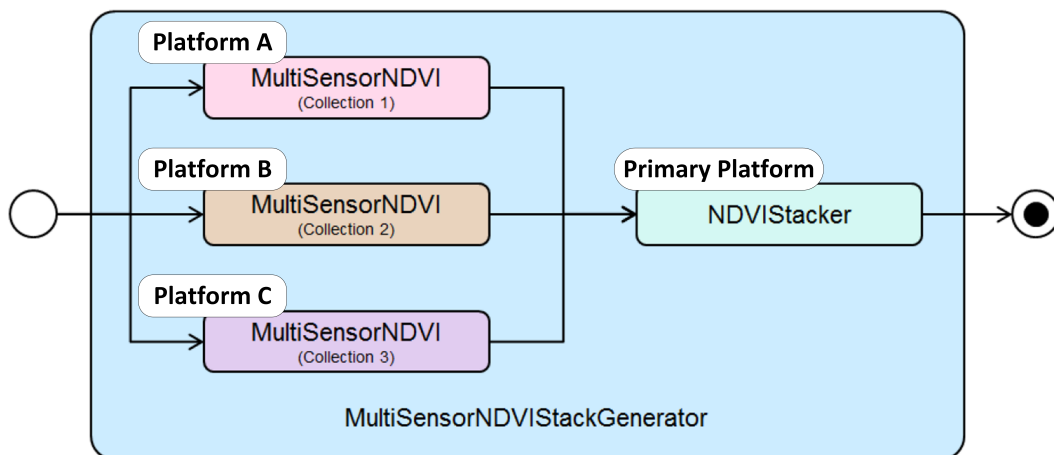 Platform A
MultiSensorNDVI
(Collection 1)
Platform B
MultiSensorNDVI
(Collection 2)
Primary Platform
NDVIStacker
Platform C
MultiSensorNDVI
(Collection 3)
MultiSensorNDVIStackGenerator